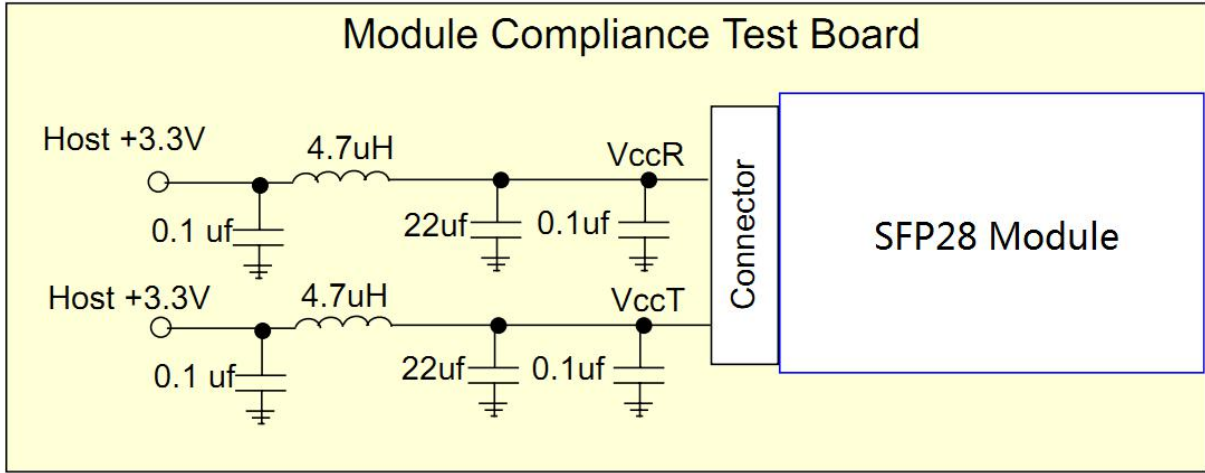 Module Compliance Test Board
Host +3.3V
4.7uH
VccR
0.1 uf
22uf
0.1uf
Connector
SFP28 Module
Host +3.3V
4.7uH
VccT
0.1 uf
22uf
0.1uf